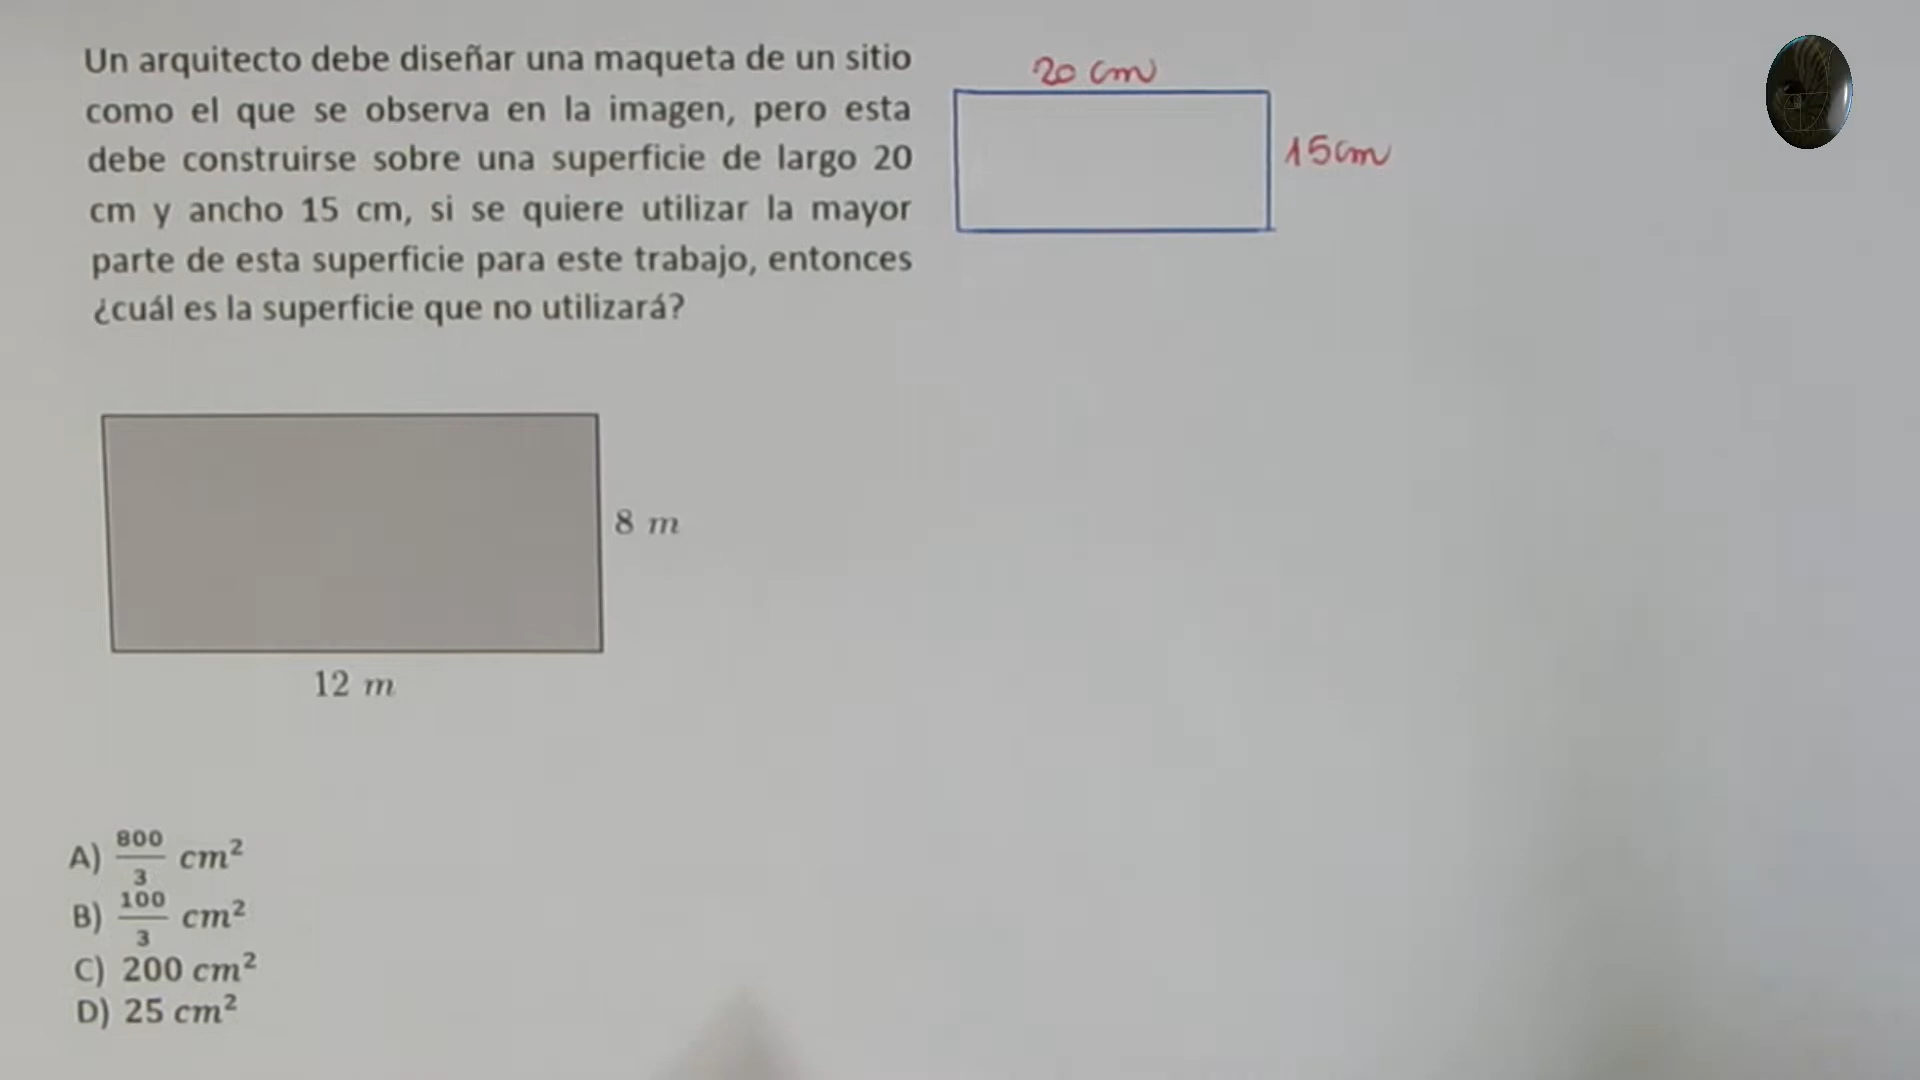 Un arquitecto debe diseñar una maqueta de un sitio
como el que se observa en la imagen, pero esta
debe construirse sobre una superficie de largo 20
cm y ancho 15 cm, si se quiere utilizar la mayor
parte de esta superficie para este trabajo, entonces
¿cuál es la superficie que no utilizará?
20 cm
15cm
8 m
12 m
A) 800/3 cm²
B) 100/3 cm²
C) 200 cm²
D) 25 cm²